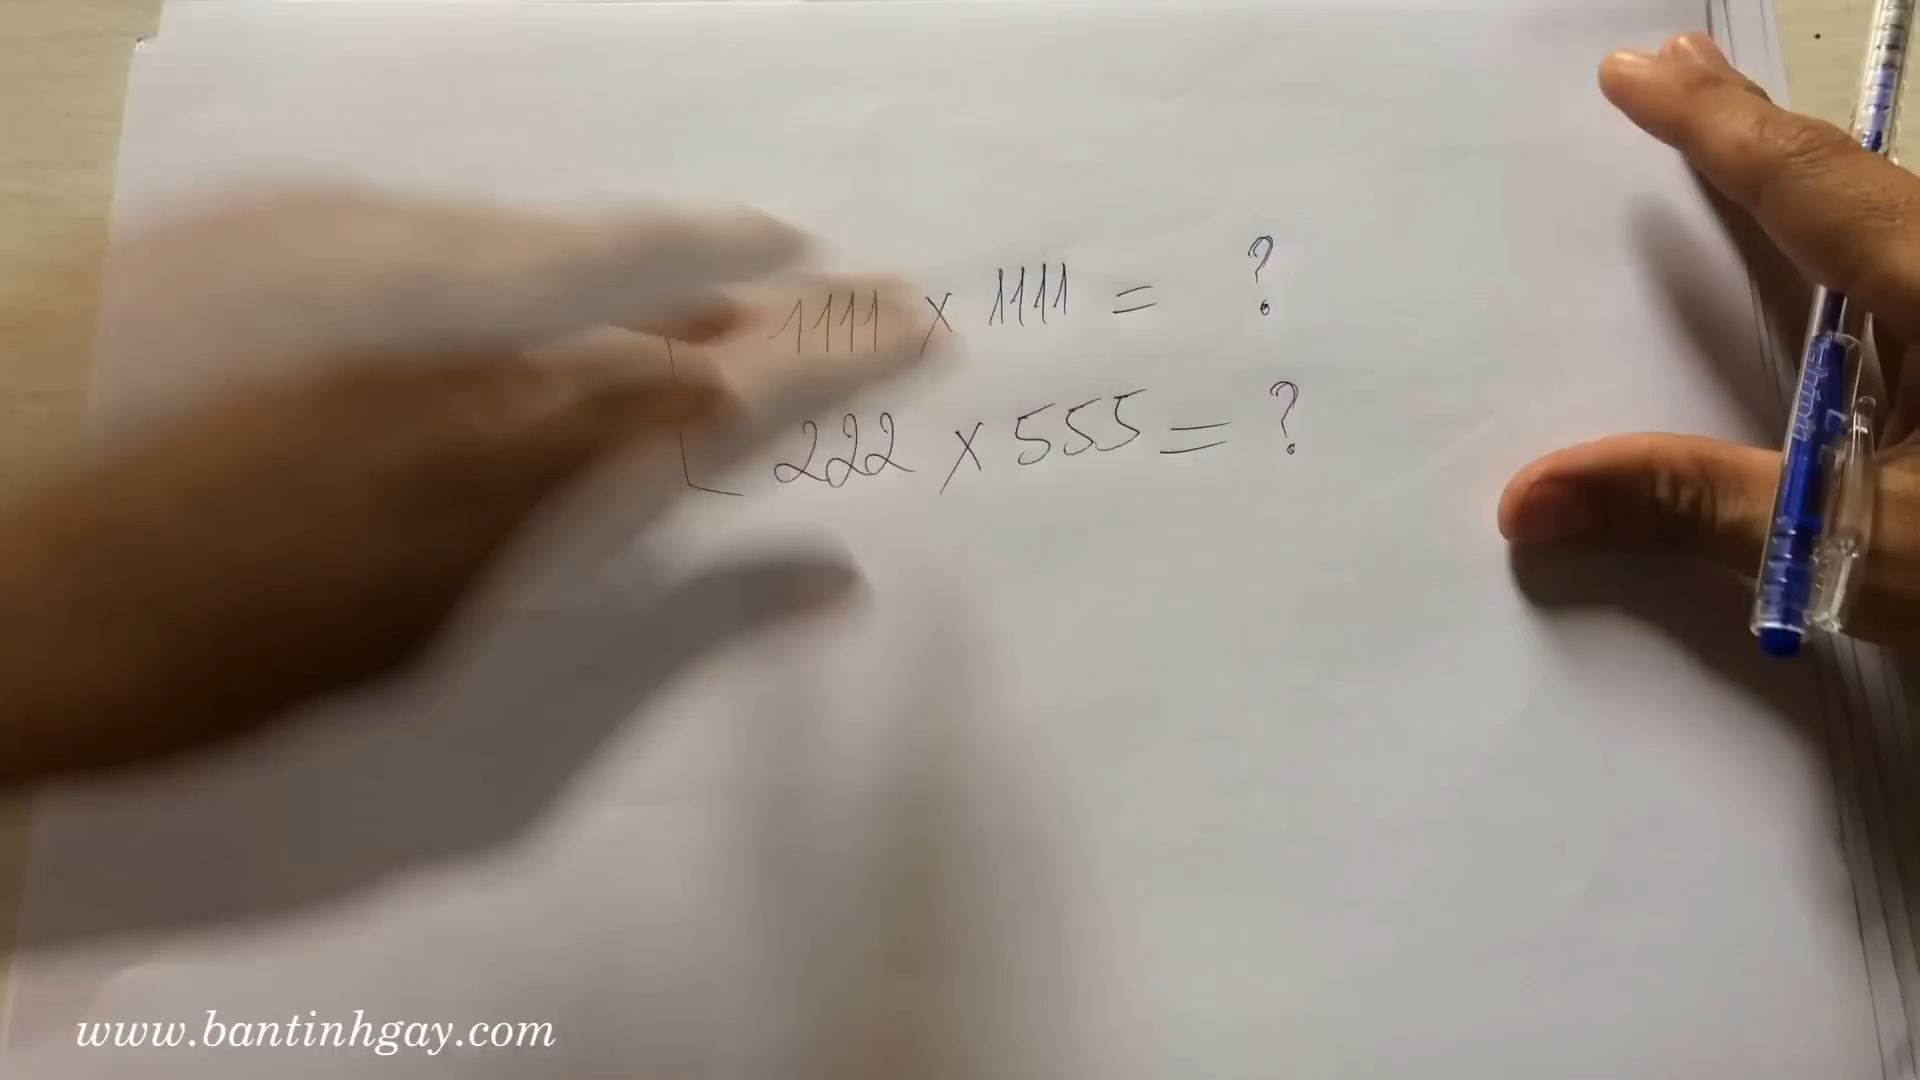 1111 x 1111 = ?
222 x 555 = ?
www.bantinhgay.com